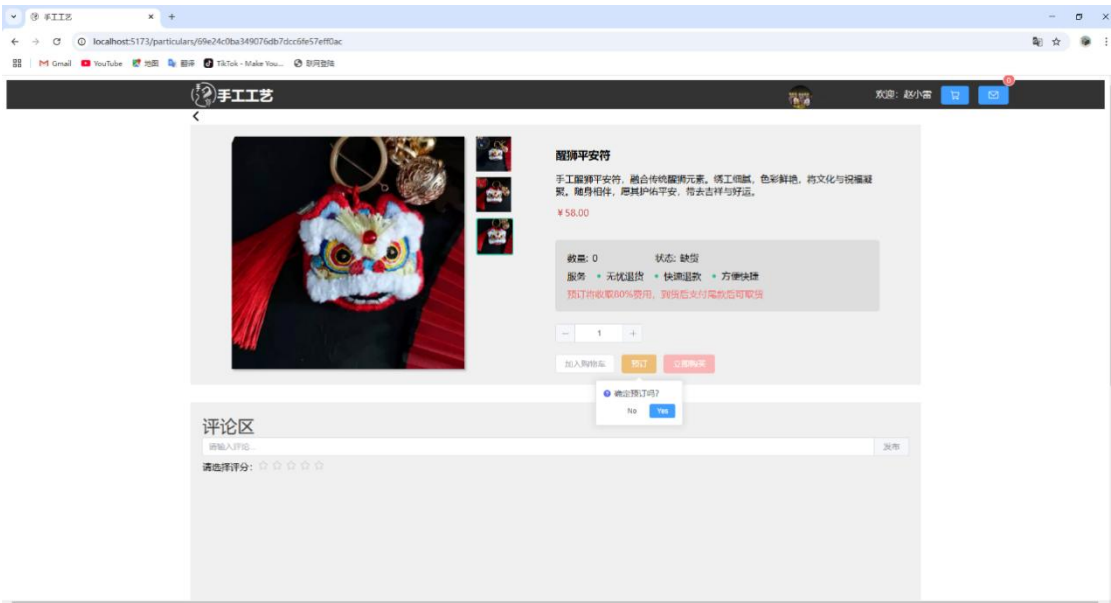 手工工艺
localhost:5173/particulars/69e24c0ba349076db7dcc6fe57eff0ac
Gmail YouTube 地图 翻译 TikTok - Make You... 联网登陆
手工工艺
欢迎：赵小雷
0
醒狮平安符
手工醒狮平安符，融合传统醒狮元素。绣工细腻，色彩鲜艳，将文化与祝福凝
聚。随身相伴，愿其护佑平安，带去吉祥与好运。
¥ 58.00
数量: 0 状态: 缺货
服务 • 无忧退货 • 快速退款 • 方便快捷
预订将收取60%费用，到货后支付尾款后可取货
1
加入购物车 预订 立即购买
确定预订吗?
No Yes
评论区
请输入评论...
发布
请选择评分：